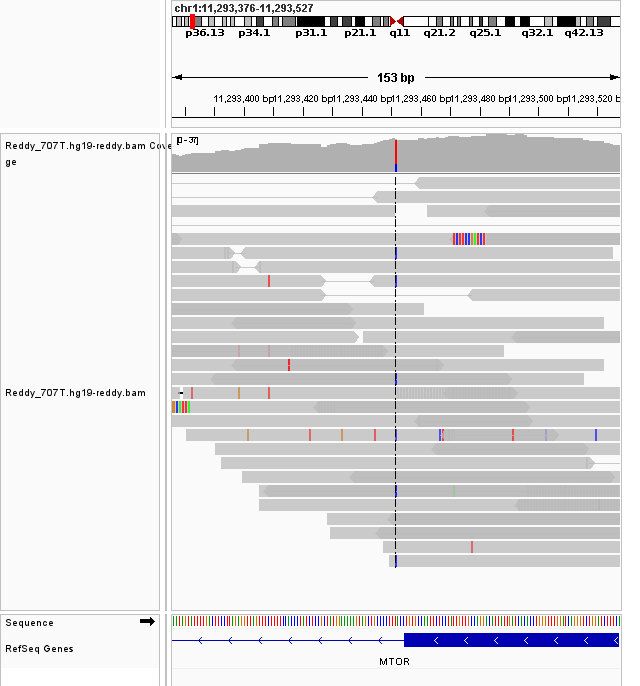 chr1:11,293,376-11,293,527
p36.13 p34.1 p31.1 p21.1 q11 q21.2 q25.1 q32.1 q42.13
153 bp
11,293,400 bp 11,293,420 bp 11,293,440 bp 11,293,460 bp 11,293,480 bp 11,293,500 bp 11,293,520 b
Reddy_707T.hg19-reddy.bam Cove
ge
[0 - 37]
Reddy_707T.hg19-reddy.bam
Sequence
RefSeq Genes
MTOR